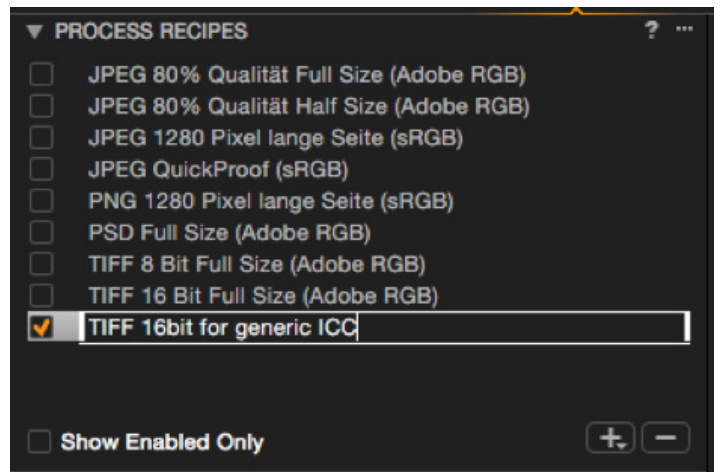 PROCESS RECIPES ? ...
JPEG 80% Qualität Full Size (Adobe RGB)
JPEG 80% Qualität Half Size (Adobe RGB)
JPEG 1280 Pixel lange Seite (sRGB)
JPEG QuickProof (sRGB)
PNG 1280 Pixel lange Seite (sRGB)
PSD Full Size (Adobe RGB)
TIFF 8 Bit Full Size (Adobe RGB)
TIFF 16 Bit Full Size (Adobe RGB)
TIFF 16bit for generic ICC
Show Enabled Only